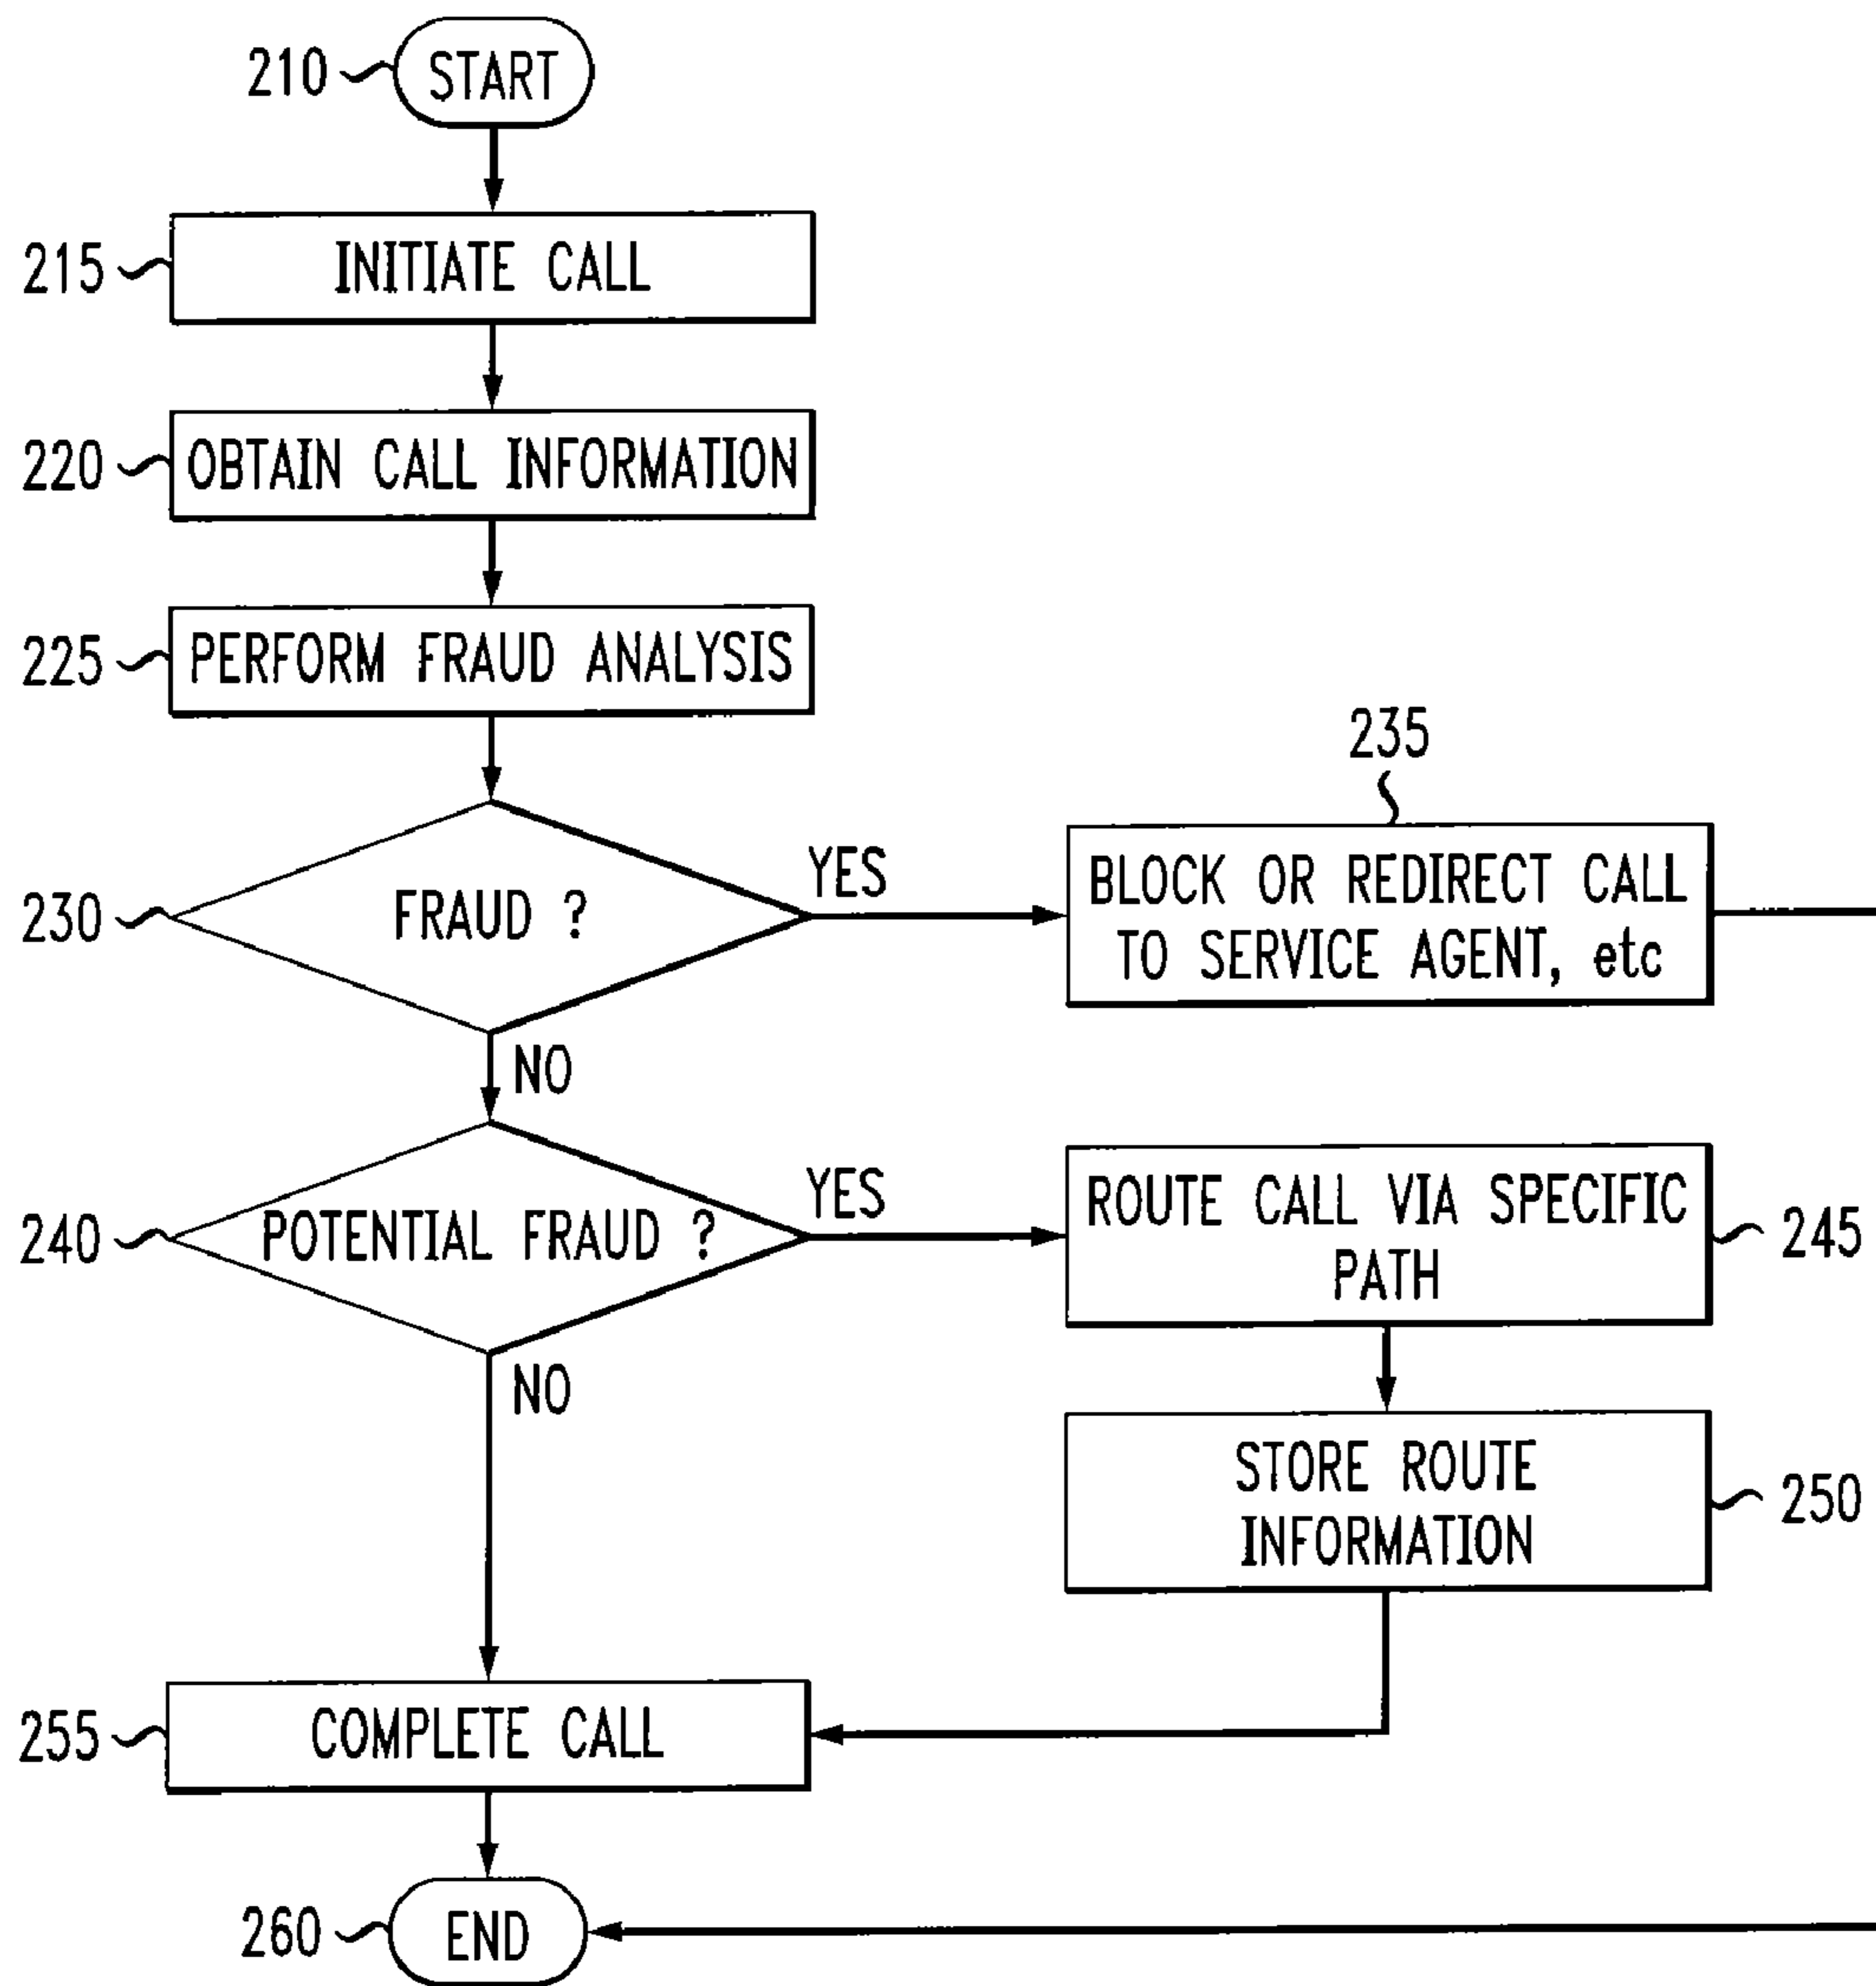 210
START
215
INITIATE CALL
220
OBTAIN CALL INFORMATION
225
PERFORM FRAUD ANALYSIS
230
FRAUD ?
YES
235
BLOCK OR REDIRECT CALL
TO SERVICE AGENT, etc
NO
240
POTENTIAL FRAUD ?
YES
ROUTE CALL VIA SPECIFIC
PATH
245
NO
STORE ROUTE
INFORMATION
250
255
COMPLETE CALL
260
END